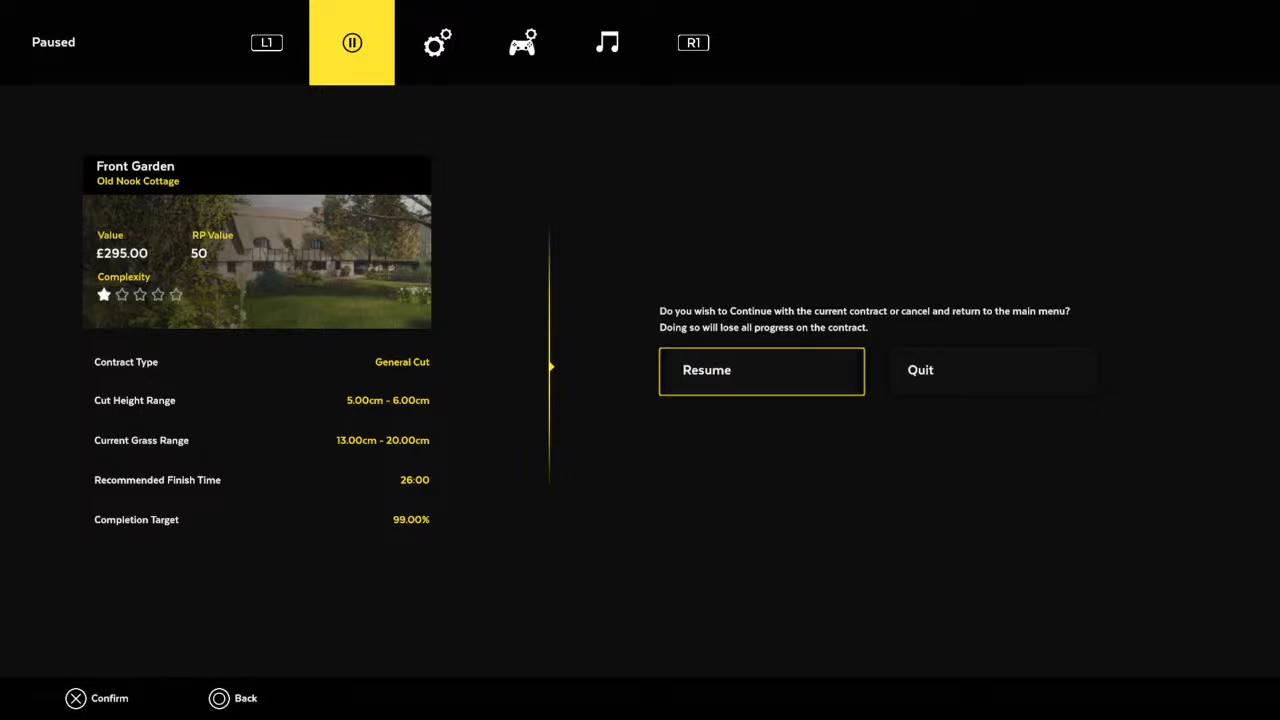 Paused
L1
R1
Front Garden
Old Nook Cottage
Value
RP Value
£295.00
50
Complexity
Contract Type
General Cut
Cut Height Range
5.00cm - 6.00cm
Current Grass Range
13.00cm - 20.00cm
Recommended Finish Time
26:00
Completion Target
99.00%
Do you wish to Continue with the current contract or cancel and return to the main menu?
Doing so will lose all progress on the contract.
Resume
Quit
Confirm
Back